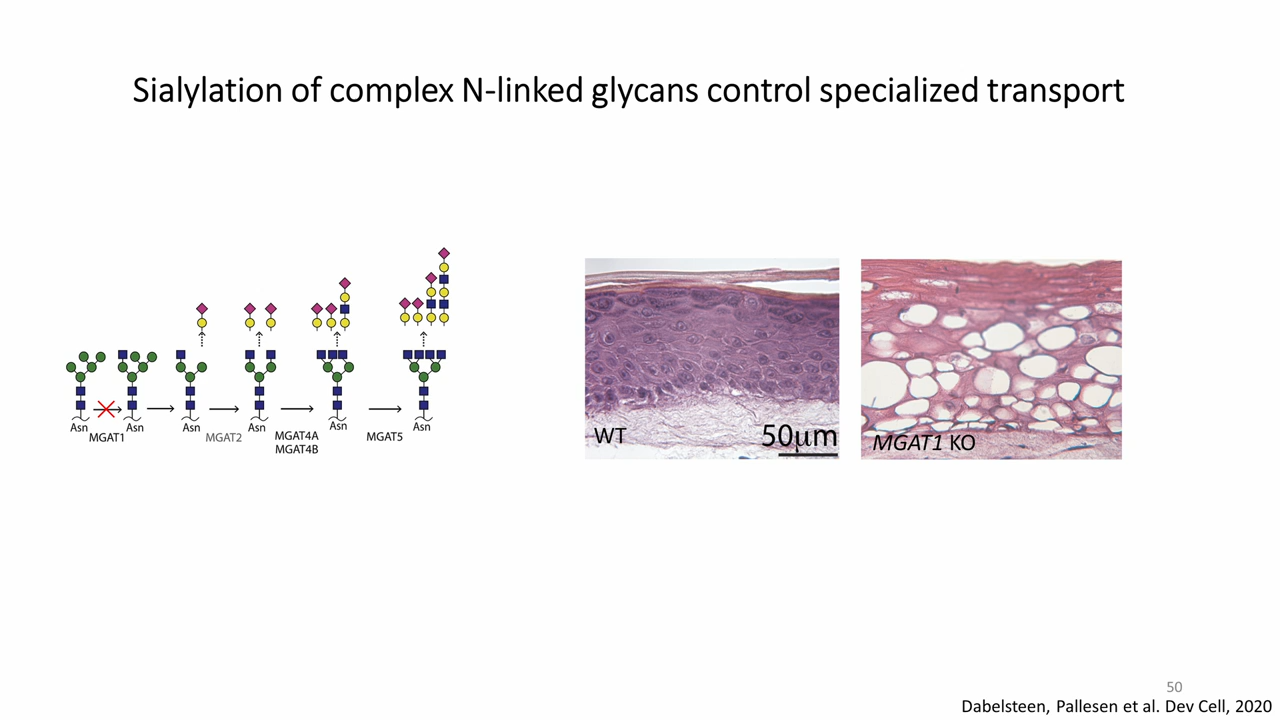 Sialylation of complex N-linked glycans control specialized transport
Asn
Asn
Asn
Asn
Asn
Asn
MGAT1
MGAT2
MGAT4A
MGAT4B
MGAT5
WT
50μm
MGAT1 KO
50
Dabelsteen, Pallesen et al. Dev Cell, 2020